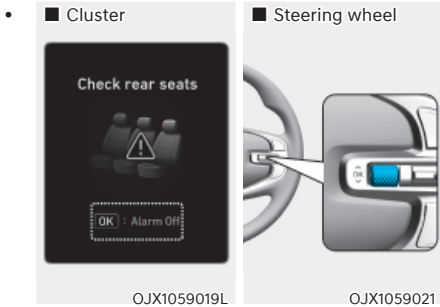 • ■ Cluster
■ Steering wheel
Check rear seats
OK : Alarm Off
OK
OJX1059019L
OJX1059021